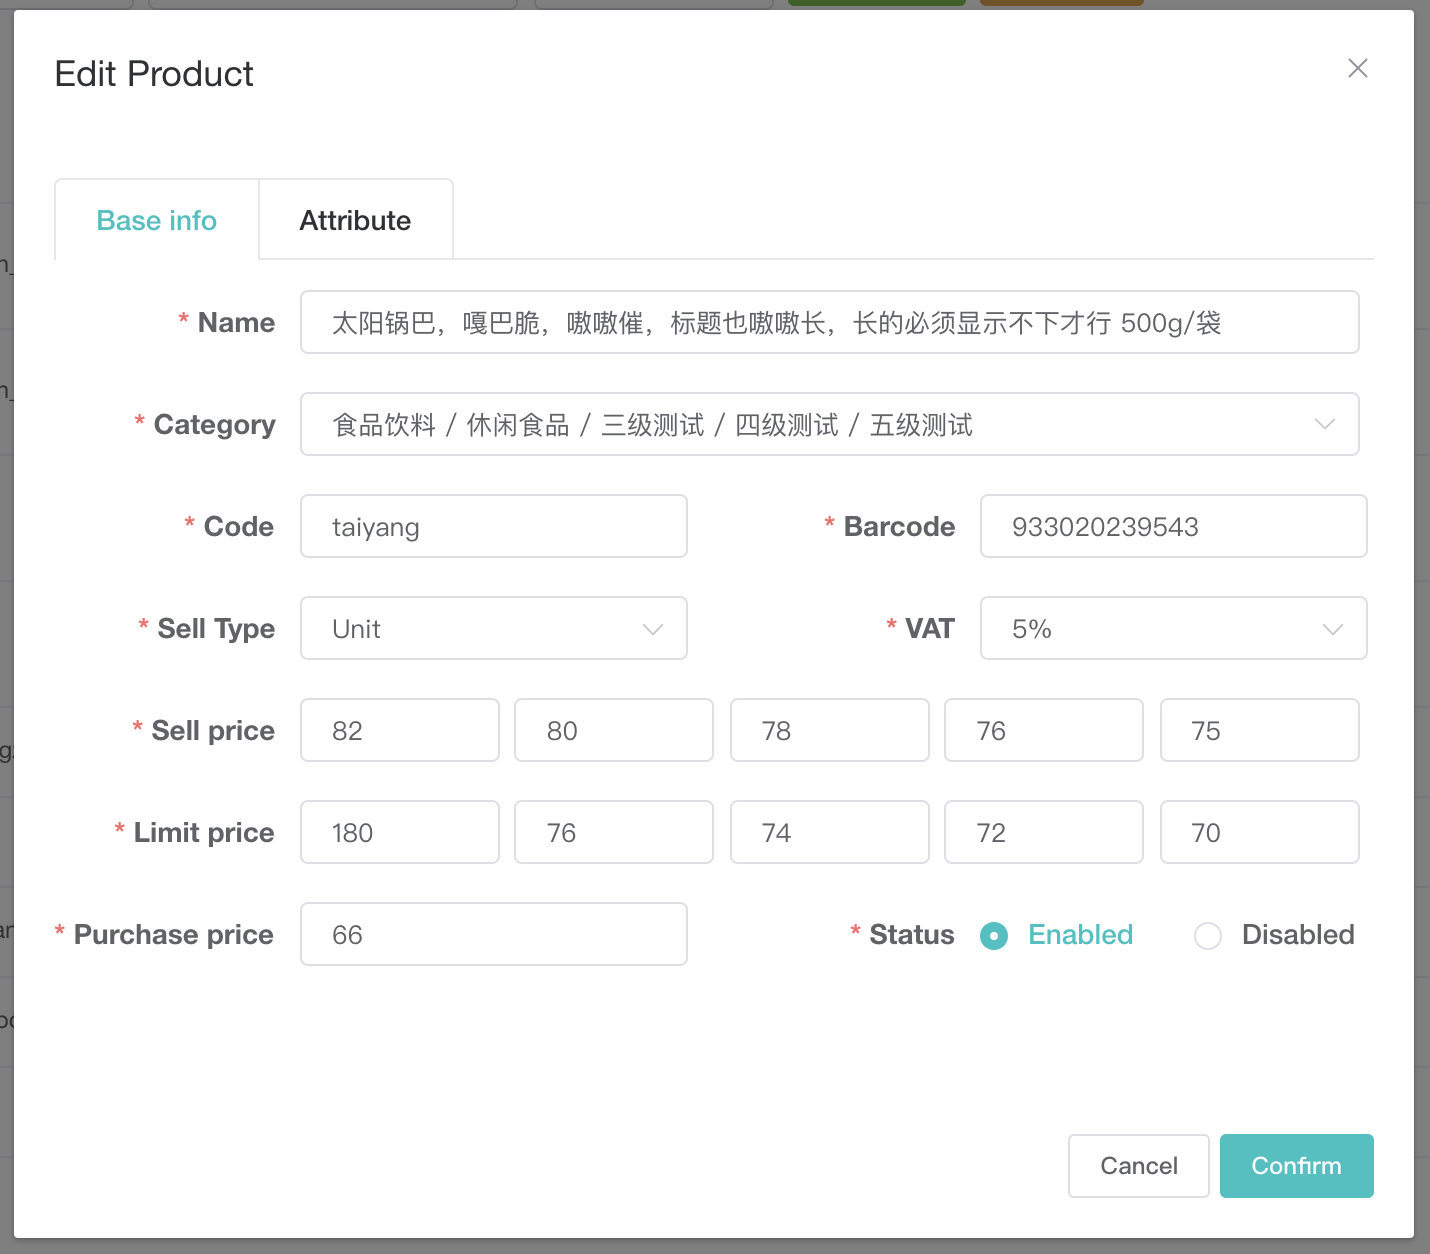 Edit Product
Base info Attribute
* Name 太阳锅巴，嘎巴脆，嗷嗷催，标题也嗷嗷长，长的必须显示不下才行 500g/袋
* Category 食品饮料 / 休闲食品 / 三级测试 / 四级测试 / 五级测试
* Code taiyang * Barcode 933020239543
* Sell Type Unit * VAT 5%
* Sell price 82 80 78 76 75
* Limit price 180 76 74 72 70
* Purchase price 66 * Status Enabled Disabled
Cancel Confirm